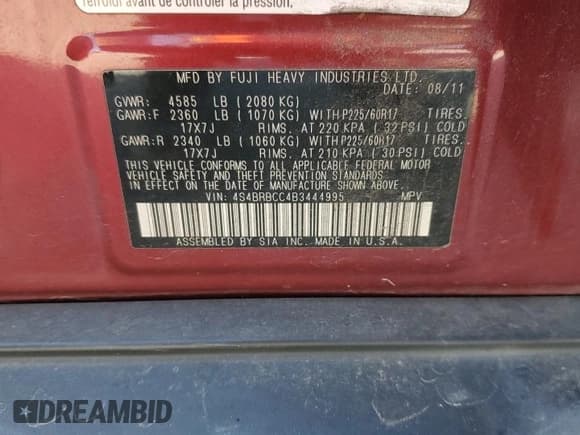 refroidi avant de contrôler la pression.
MFD BY FUJI HEAVY INDUSTRIES LTD.
DATE: 08/11
GVWR: 4585 LB (2080 KG)
GAWR:F 2360 LB (1070 KG) WITH P225/60R17 TIRES,
17X7J RIMS, AT 220 KPA (32 PSI) COLD
GAWR:R 2340 LB (1060 KG) WITH P225/60R17 TIRES,
17X7J RIMS, AT 210 KPA (30 PSI) COLD
THIS VEHICLE CONFORMS TO ALL APPLICABLE FEDERAL MOTOR
VEHICLE SAFETY AND THEFT PREVENTION STANDARDS
IN EFFECT ON THE DATE OF MANUFACTURE SHOWN ABOVE.
VIN: 4S4BRBCC4B3444995 MPV
ASSEMBLED BY SIA INC. MADE IN U.S.A.
DREAMBID